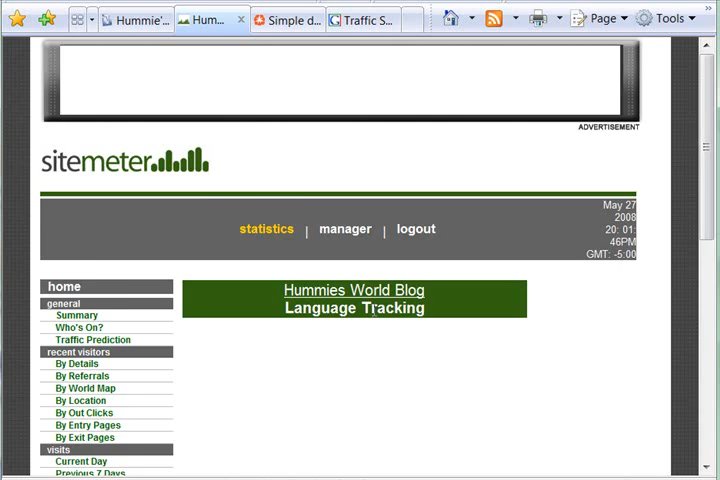 Hummie'...
Hum...
Simple d...
Traffic S...
Page
Tools
ADVERTISEMENT
sitemeter
May 27
2008
20: 01:
46PM
GMT: -5:00
statistics | manager | logout
home
general
Summary
Who's On?
Traffic Prediction
recent visitors
By Details
By Referrals
By World Map
By Location
By Out Clicks
By Entry Pages
By Exit Pages
visits
Current Day
Previous 7 Days
Hummies World Blog
Language Tracking